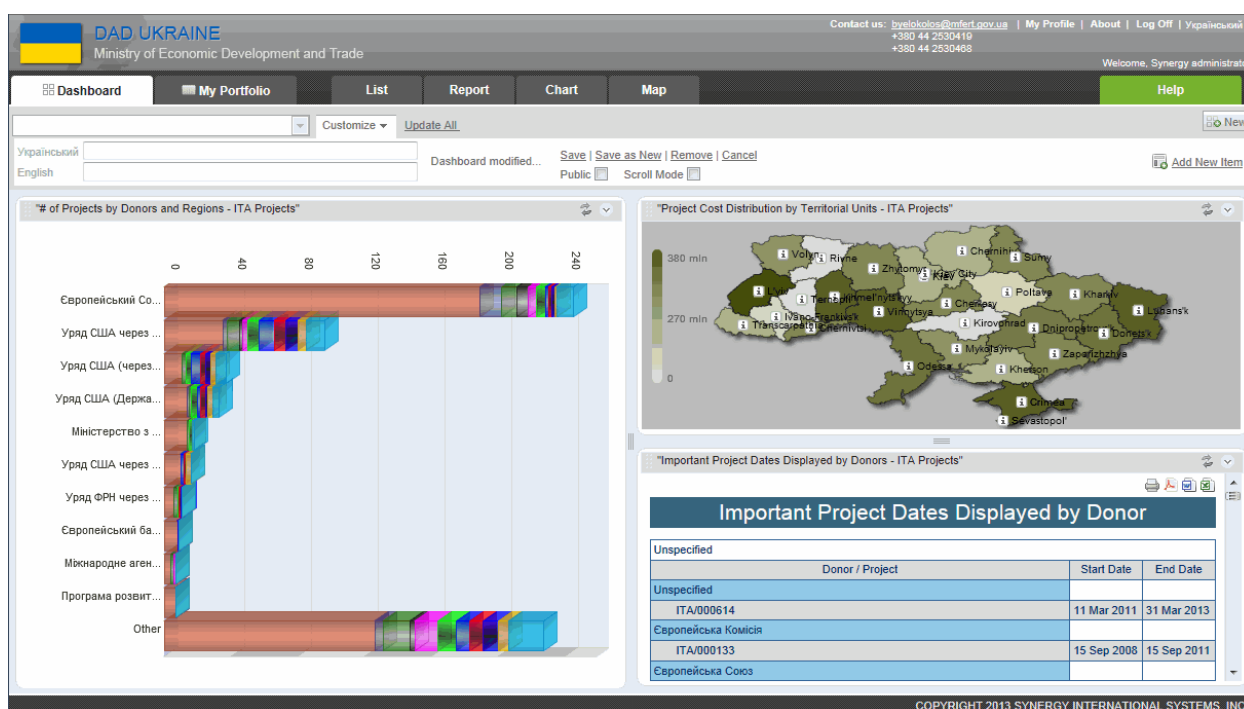 DAD UKRAINE
Ministry of Economic Development and Trade
Contact us: byelokolos@mfert.gov.ua | My Profile | About | Log Off | Український
+380 44 2530419
+380 44 2530468
Welcome, Synergy administrat
Dashboard My Portfolio List Report Chart Map Help
Customize Update All New
Український
English
Dashboard modified... Save | Save as New | Remove | Cancel
Public Scroll Mode
Add New Item
"# of Projects by Donors and Regions - ITA Projects"
0 40 80 120 160 200 240
Європейський Со...
Уряд США через ...
Уряд США (через...
Уряд США (Держа...
Міністерство з ...
Уряд США через ...
Уряд ФРН через ...
Європейський ба...
Міжнародне аген...
Програма розвит...
Other
"Project Cost Distribution by Territorial Units - ITA Projects"
380 mln
270 mln
0
Volyn
Rivne
Zhytomyr
Kiev City
Chernihiv
Sumy
L'viv
Ternopil
Khmel'nyts'kyy
Cherkasy
Poltava
Kharkiv
Luhans'k
Transcarpathia
Ivano-Frankivs'k
Chernivtsi
Vinnytsya
Kirovohrad
Dnipropetrovs'k
Donets'k
Mykolayiv
Zaporizhzhya
Odessa
Kherson
Crimea
Sevastopol'
"Important Project Dates Displayed by Donors - ITA Projects"
Important Project Dates Displayed by Donor
Unspecified
Donor / Project Start Date End Date
Unspecified
ITA/000614 11 Mar 2011 31 Mar 2013
Європейська Комісія
ITA/000133 15 Sep 2008 15 Sep 2011
Європейська Союз
COPYRIGHT 2013 SYNERGY INTERNATIONAL SYSTEMS, INC